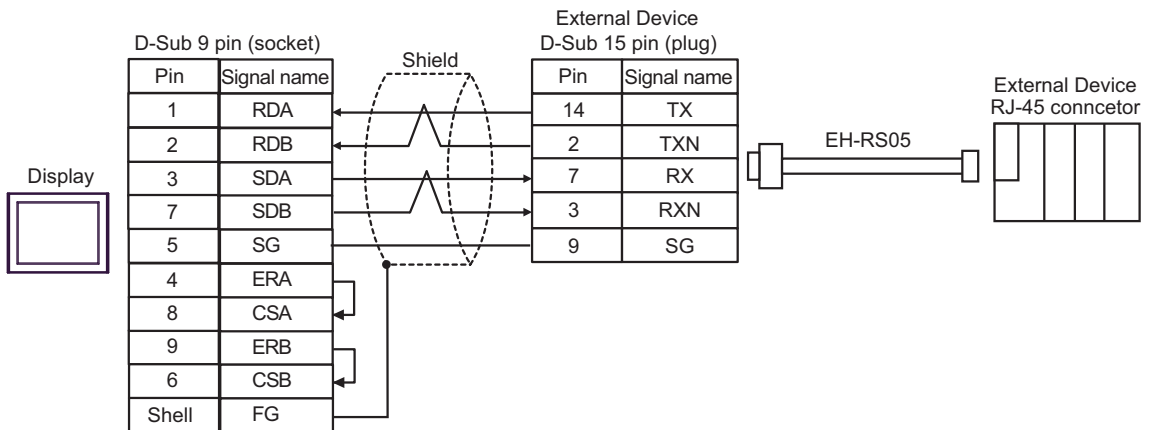 External Device
D-Sub 9 pin (socket)
D-Sub 15 pin (plug)
Shield
Pin Signal name
1 RDA
2 RDB
3 SDA
7 SDB
5 SG
4 ERA
8 CSA
9 ERB
6 CSB
Shell FG
Pin Signal name
14 TX
2 TXN
7 RX
3 RXN
9 SG
Display
EH-RS05
External Device
RJ-45 conncetor